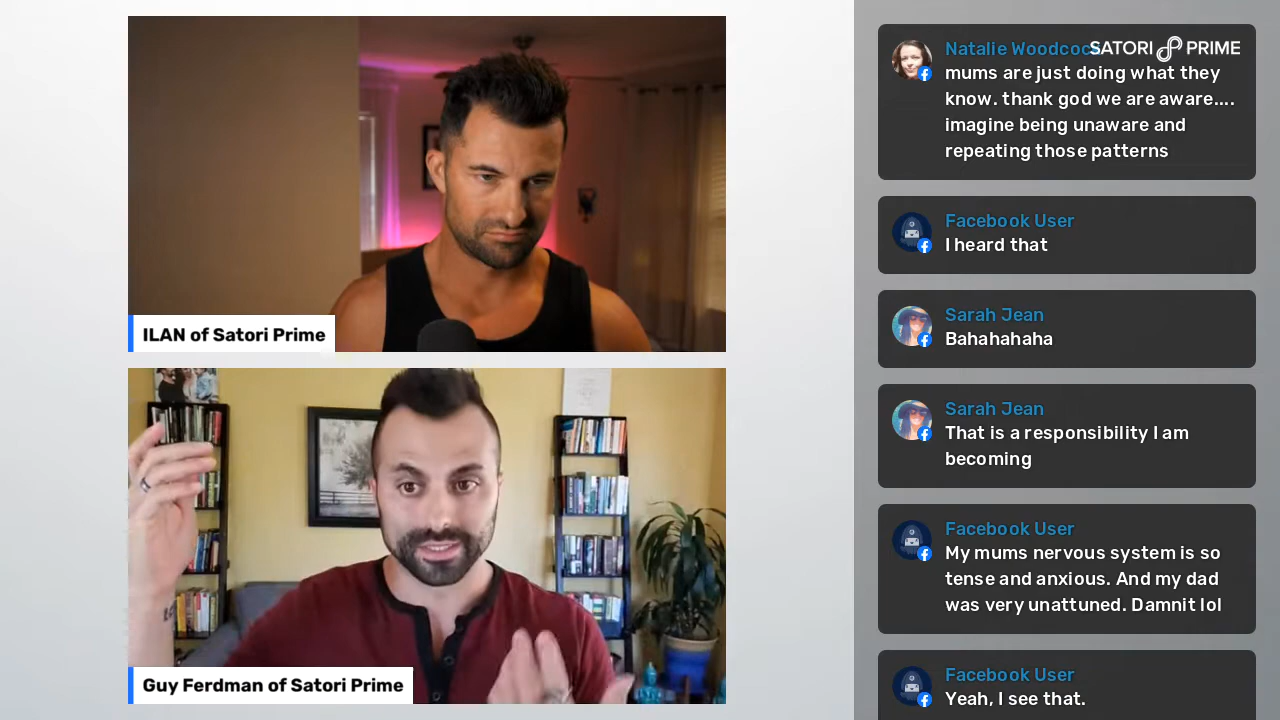 ILAN of Satori Prime
Guy Ferdman of Satori Prime
SATORI PRIME
Natalie Woodcock
mums are just doing what they
know. thank god we are aware....
imagine being unaware and
repeating those patterns
Facebook User
I heard that
Sarah Jean
Bahahahaha
Sarah Jean
That is a responsibility I am
becoming
Facebook User
My mums nervous system is so
tense and anxious. And my dad
was very unattuned. Damnit lol
Facebook User
Yeah, I see that.